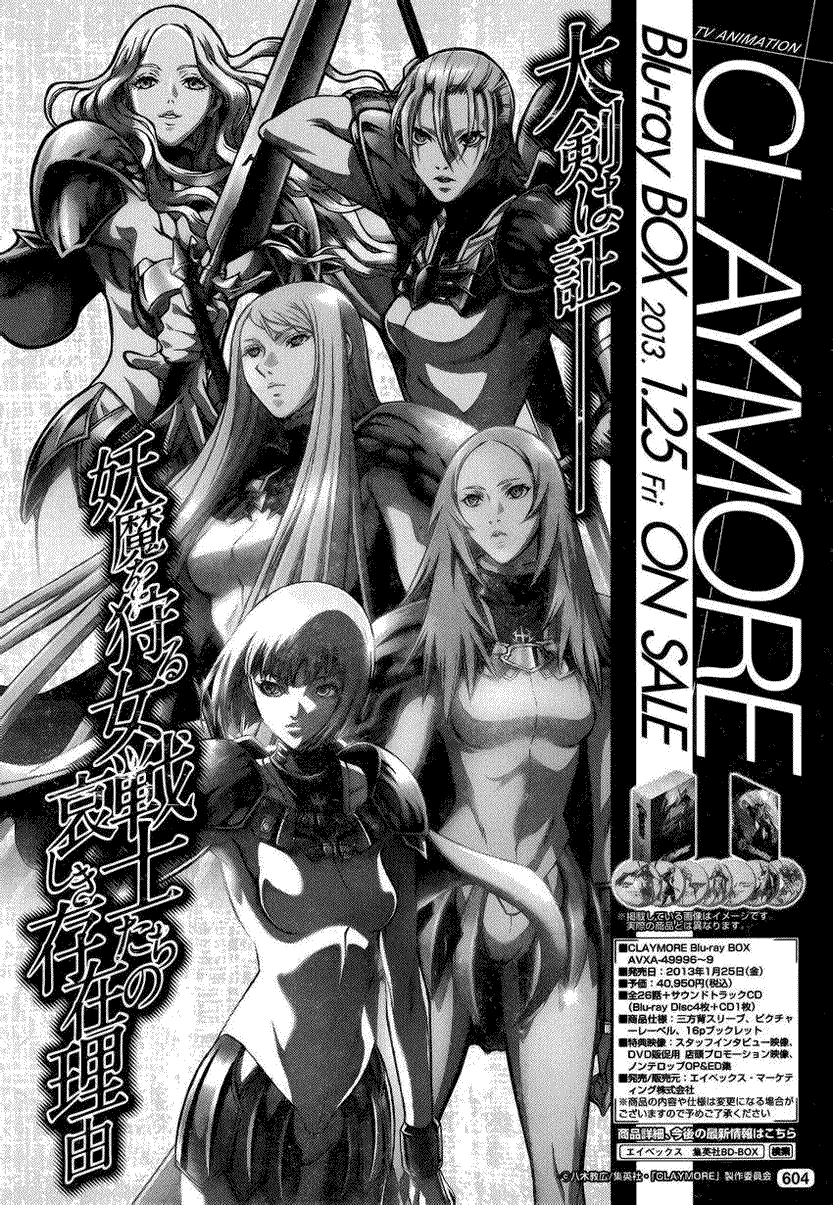 TV ANIMATION
CLAYMORE
Blu-ray BOX 2013. 1.25 Fri ON SALE
大剣は証――
妖魔を狩る女戦士たちの
哀しき存在理由
※掲載している画像はイメージです。
実際の商品とは異なります。
■CLAYMORE Blu-ray BOX
AVXA-49996〜9
■発売日：2013年1月25日(金)
■予価：40,950円(税込)
■全26話＋サウンドトラックCD
(Blu-ray Disc4枚＋CD1枚)
■商品仕様：三方背スリーブ、ピクチャ
ーレーベル、16pブックレット
■特典映像：スタッフインタビュー映像、
DVD販促用 店頭プロモーション映像、
ノンテロップOP&ED集
■発売/販売元：エイベックス・マーケテ
ィング株式会社
※商品の内容や仕様は変更になる場合が
ございますので予めご了承ください
商品詳細、今後の最新情報はこちら
エイベックス 集英社BD-BOX 検索
©八木教広/集英社・「CLAYMORE」製作委員会
604